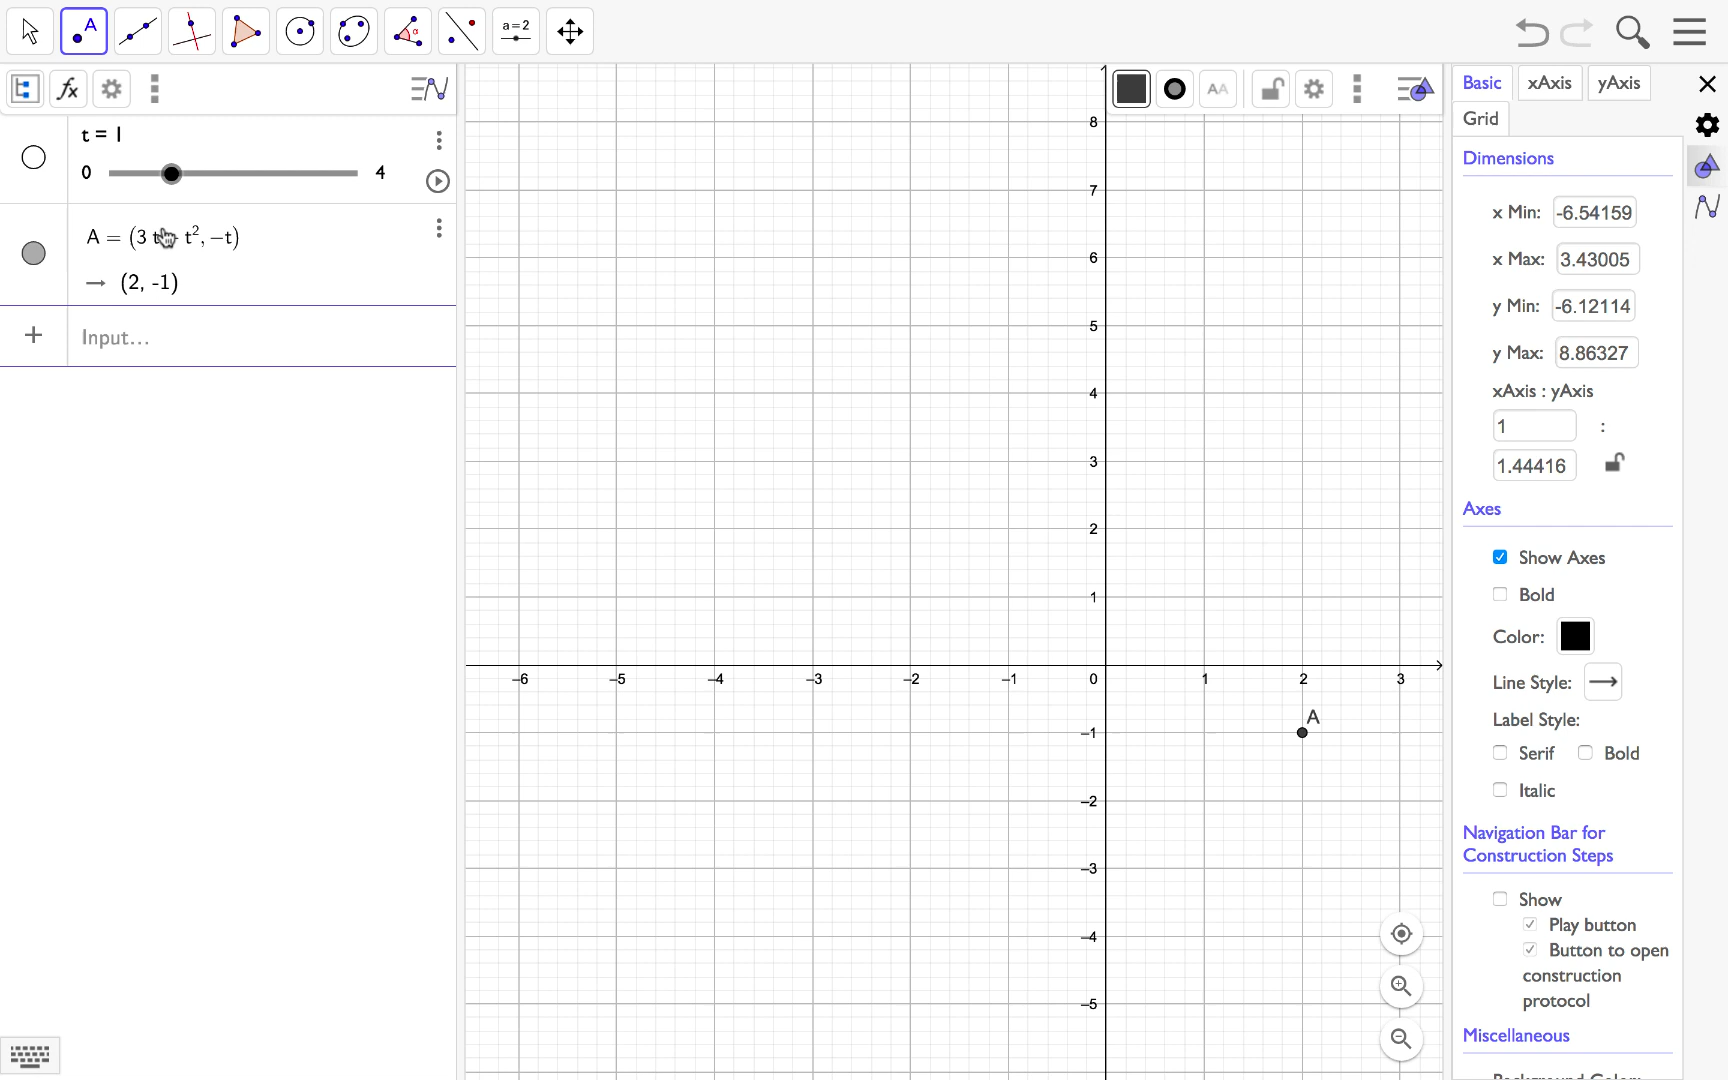 A
α
a=2
fx
AA
t = 1
0
4
A = (3 t t², −t)
→ (2, -1)
+
Input…
8
7
6
5
4
3
2
1
−6
−5
−4
−3
−2
−1
0
1
2
3
A
−1
−2
−3
−4
−5
Basic
xAxis
yAxis
Grid
Dimensions
x Min: -6.54159
x Max: 3.43005
y Min: -6.12114
y Max: 8.86327
xAxis : yAxis
1 :
1.44416
Axes
Show Axes
Bold
Color:
Line Style:
Label Style:
Serif Bold
Italic
Navigation Bar for
Construction Steps
Show
Play button
Button to open
construction
protocol
Miscellaneous